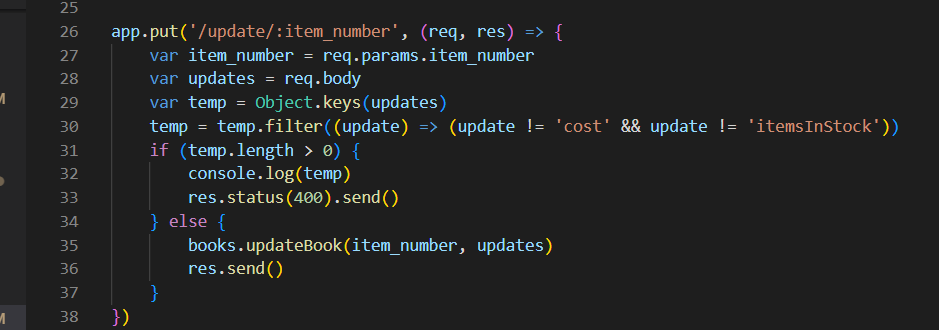 25
26 app.put('/update/:item_number', (req, res) => {
27     var item_number = req.params.item_number
28     var updates = req.body
29     var temp = Object.keys(updates)
30     temp = temp.filter((update) => (update != 'cost' && update != 'itemsInStock'))
31     if (temp.length > 0) {
32         console.log(temp)
33         res.status(400).send()
34     } else {
35         books.updateBook(item_number, updates)
36         res.send()
37     }
38 })
M
M